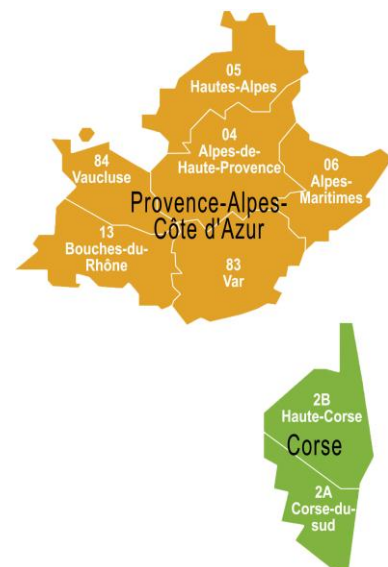 05
Hautes-Alpes
04
Alpes-de-
Haute-Provence
84
Vaucluse
06
Alpes-
Maritimes
Provence-Alpes-
Côte d'Azur
13
Bouches-du-
Rhône
83
Var
2B
Haute-Corse
Corse
2A
Corse-du-
sud